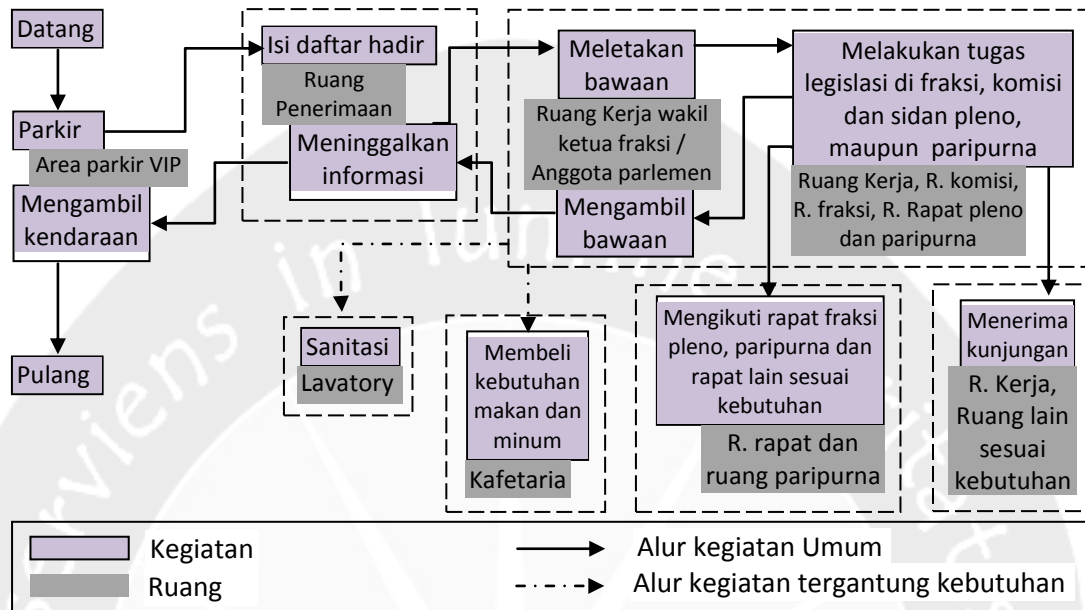 Datang
Parkir
Area parkir VIP
Mengambil
kendaraan
Pulang
Isi daftar hadir
Ruang
Penerimaan
Meninggalkan
informasi
Meletakan
bawaan
Ruang Kerja wakil
ketua fraksi /
Anggota parlemen
Mengambil
bawaan
Melakukan tugas
legislasi di fraksi, komisi
dan sidan pleno,
maupun paripurna
Ruang Kerja, R. komisi,
R. fraksi, R. Rapat pleno
dan paripurna
Sanitasi
Lavatory
Membeli
kebutuhan
makan dan
minum
Kafetaria
Mengikuti rapat fraksi
pleno, paripurna dan
rapat lain sesuai
kebutuhan
R. rapat dan
ruang paripurna
Menerima
kunjungan
R. Kerja,
Ruang lain
sesuai
kebutuhan
Kegiatan
Ruang
Alur kegiatan Umum
Alur kegiatan tergantung kebutuhan
serviens in lumine